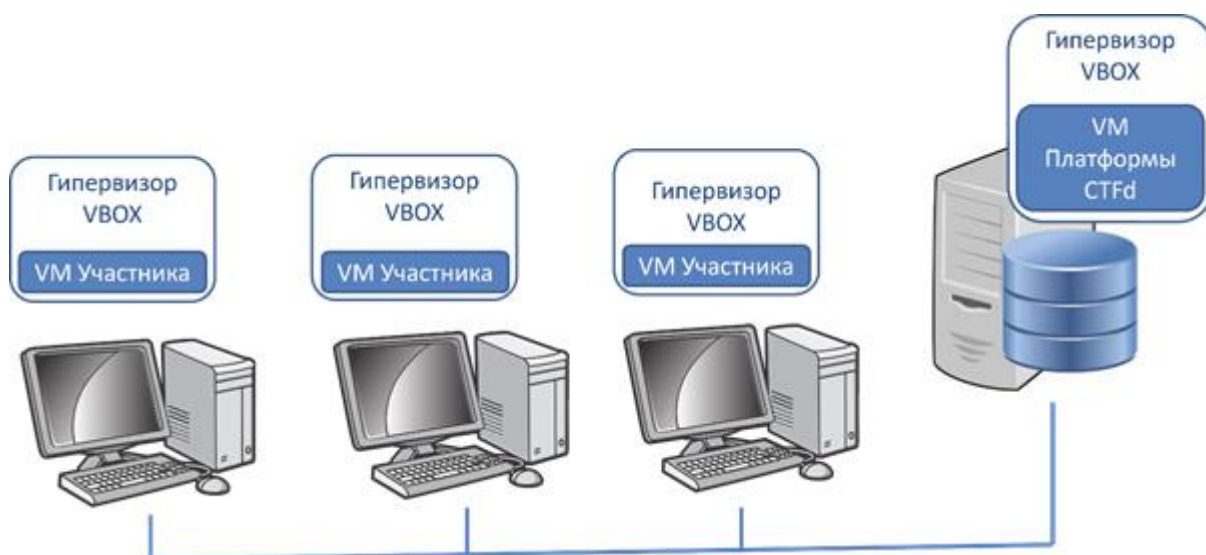 Гипервизор
VBOX
VM
Платформы
CTFd
Гипервизор
VBOX
VM Участника
Гипервизор
VBOX
VM Участника
Гипервизор
VBOX
VM Участника